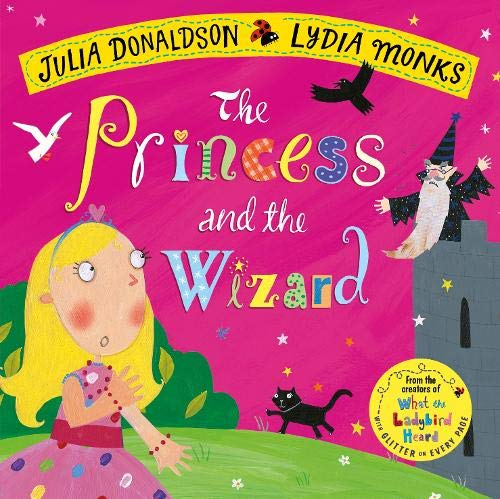 JULIA DONALDSON LYDIA MONKS
The
Princess
and the
Wizard
From the
creators of
What the
Ladybird
Heard
WITH GLITTER ON EVERY PAGE